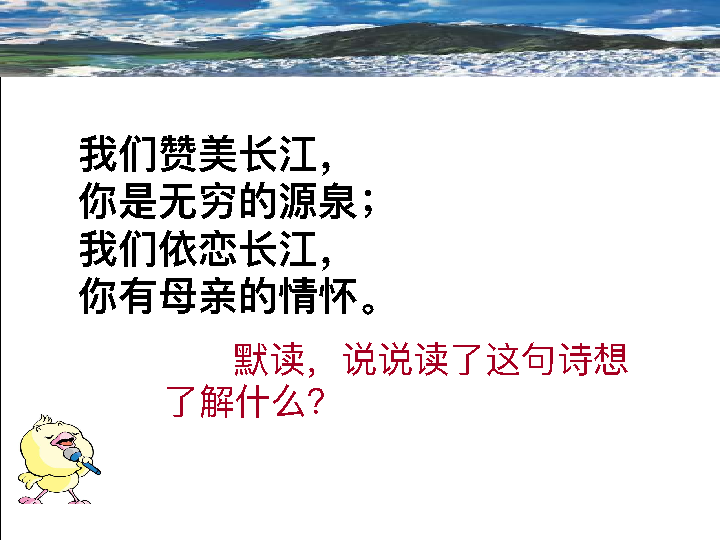 我们赞美长江，
你是无穷的源泉；
我们依恋长江，
你有母亲的情怀。
默读，说说读了这句诗想
了解什么？